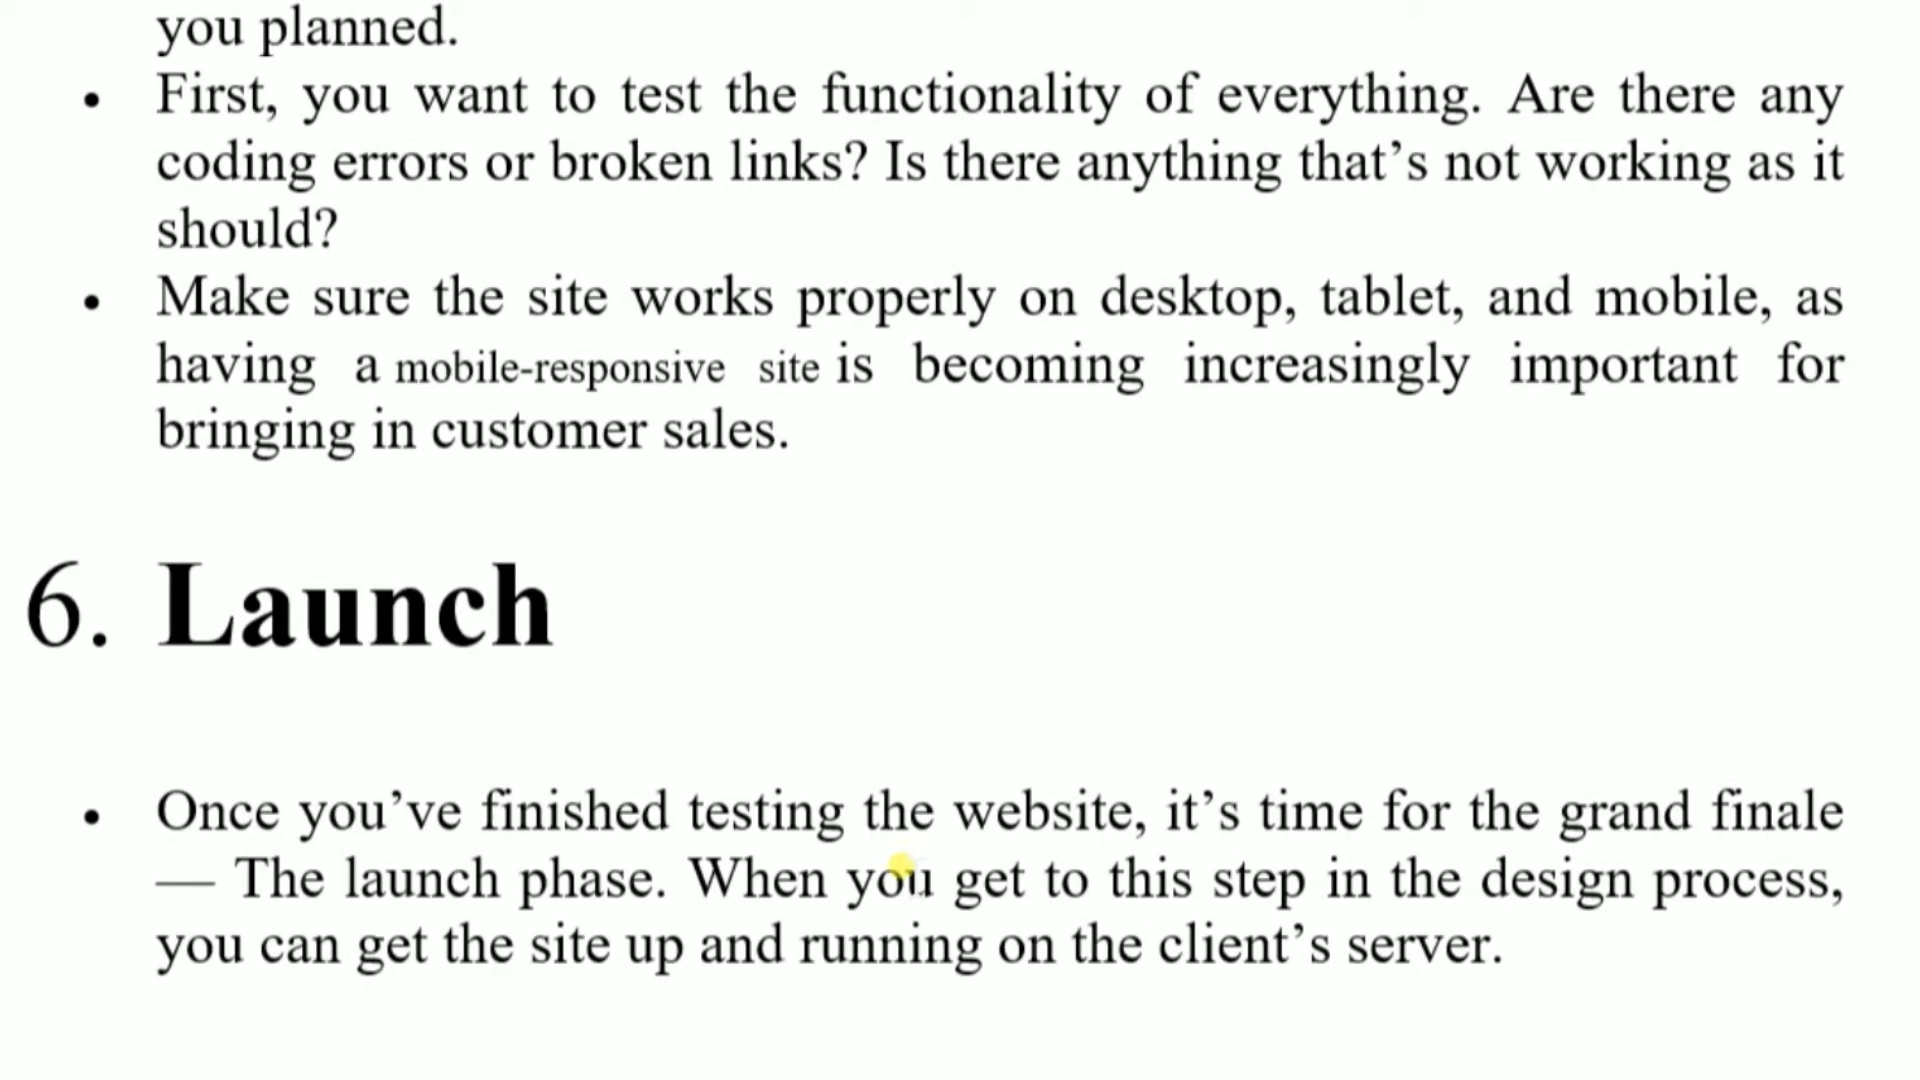 you planned.
• First, you want to test the functionality of everything. Are there any
coding errors or broken links? Is there anything that’s not working as it
should?
• Make sure the site works properly on desktop, tablet, and mobile, as
having a mobile-responsive site is becoming increasingly important for
bringing in customer sales.
6. Launch
• Once you’ve finished testing the website, it’s time for the grand finale
— The launch phase. When you get to this step in the design process,
you can get the site up and running on the client’s server.